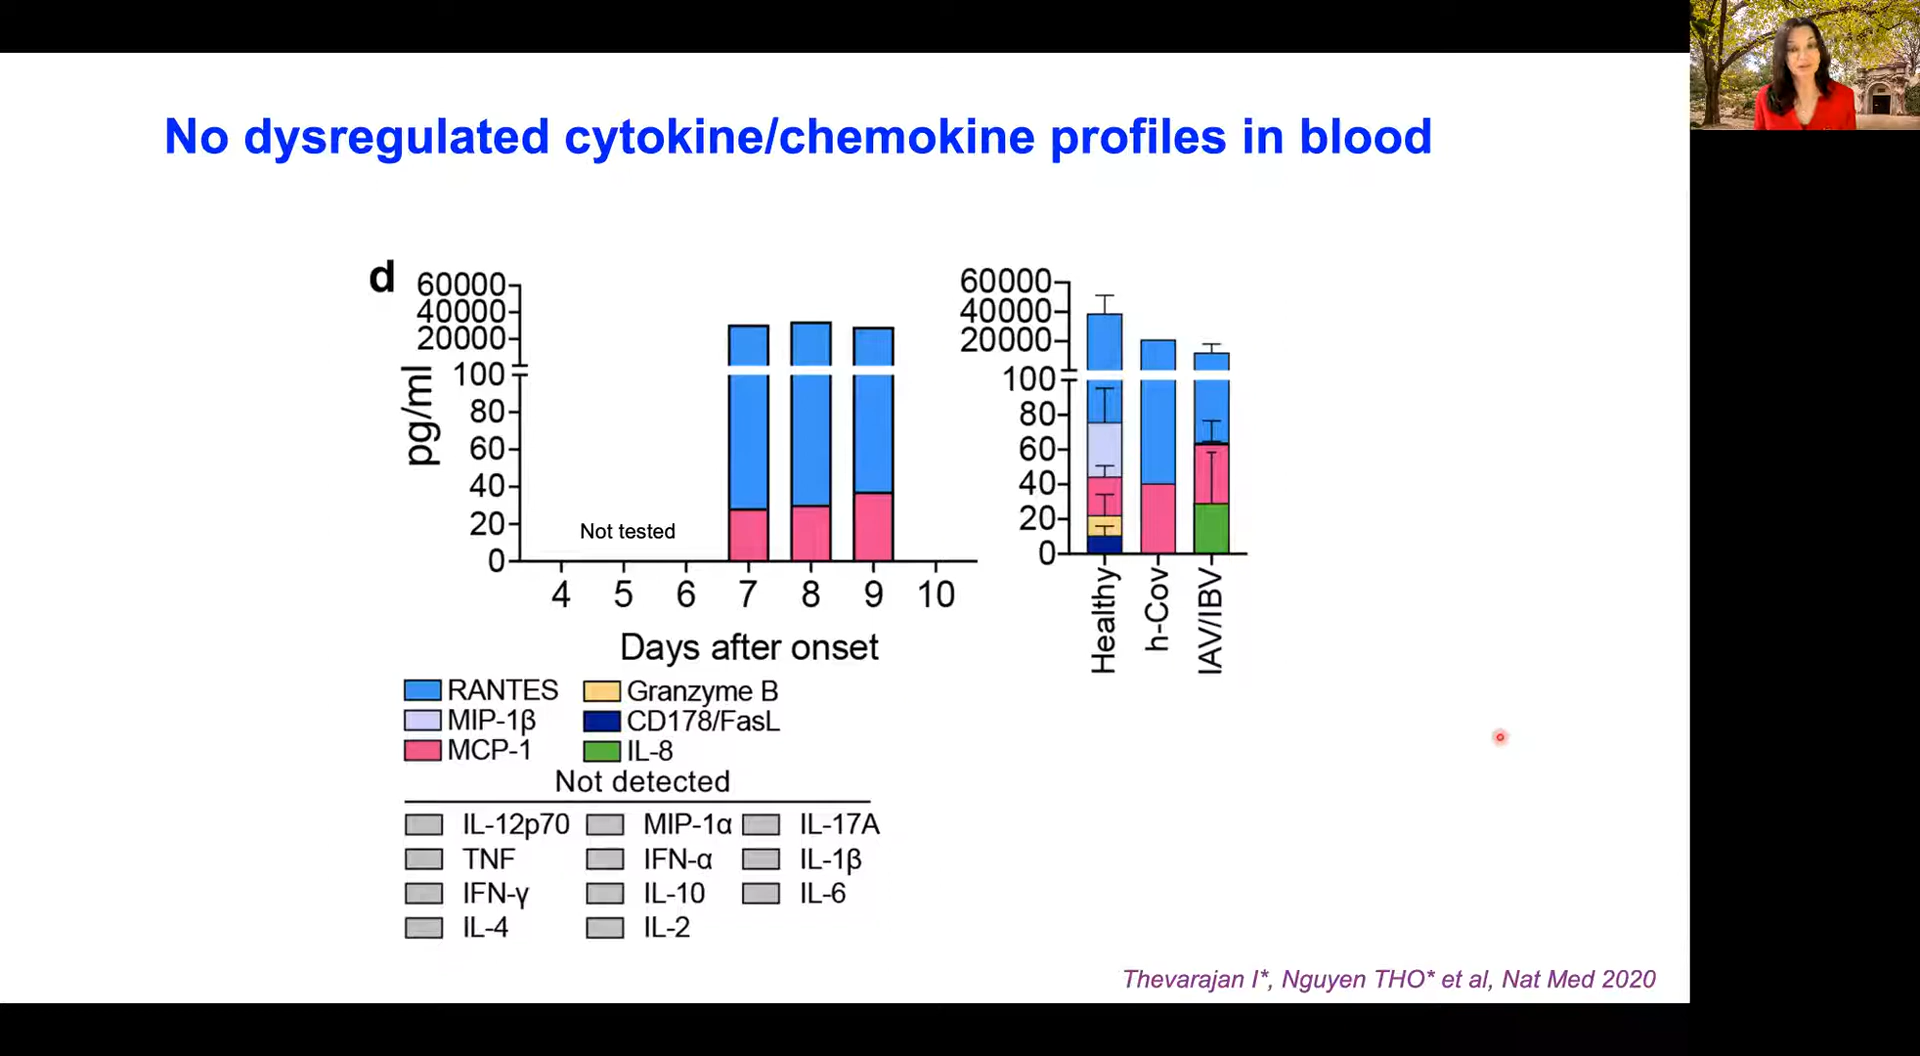 No dysregulated cytokine/chemokine profiles in blood
d
60000
40000
20000
100
80
60
40
20
0
pg/ml
Not tested
4 5 6 7 8 9 10
Days after onset
60000
40000
20000
100
80
60
40
20
0
Healthy
h-Cov
IAV/IBV
RANTES Granzyme B
MIP-1β CD178/FasL
MCP-1 IL-8
Not detected
IL-12p70 MIP-1α IL-17A
TNF IFN-α IL-1β
IFN-γ IL-10 IL-6
IL-4 IL-2
Thevarajan I*, Nguyen THO* et al, Nat Med 2020